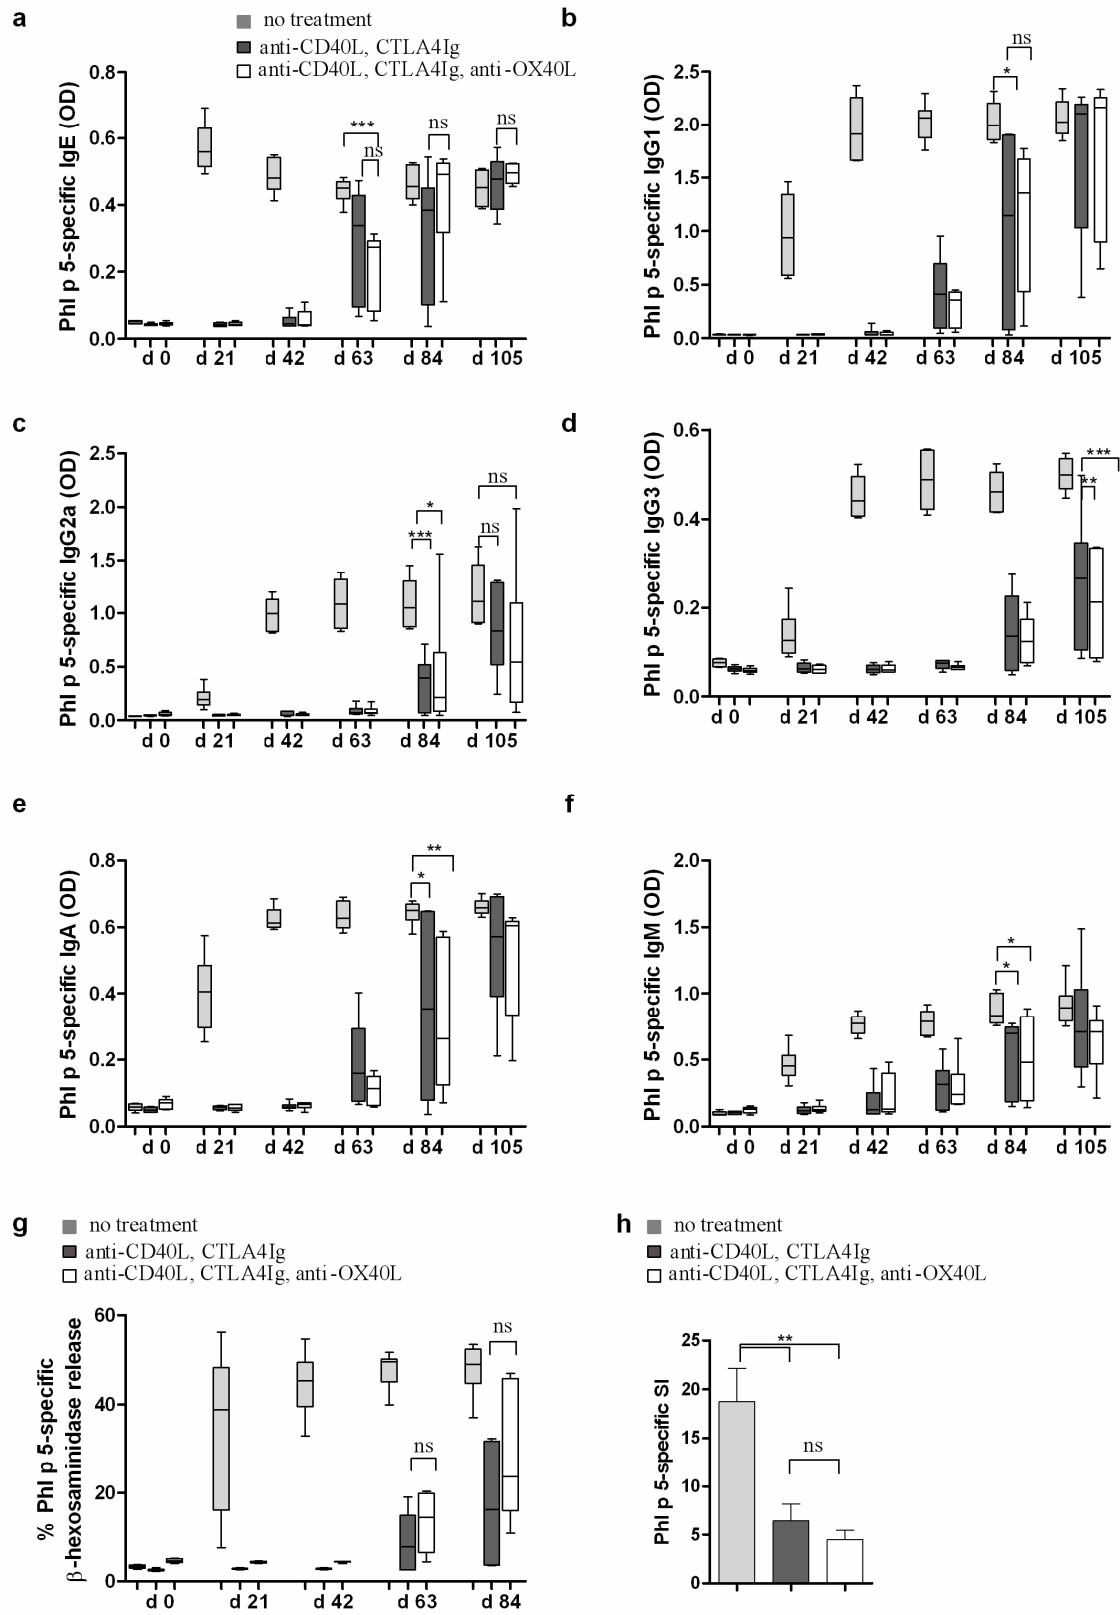 a
no treatment
anti-CD40L, CTLA4Ig
anti-CD40L, CTLA4Ig, anti-OX40L
Phl p 5-specific IgE (OD)
0.8
0.6
0.4
0.2
0.0
***
ns
ns
ns
d 0 d 21 d 42 d 63 d 84 d 105
b
Phl p 5-specific IgG1 (OD)
2.5
2.0
1.5
1.0
0.5
0.0
ns
*
d 0 d 21 d 42 d 63 d 84 d 105
c
Phl p 5-specific IgG2a (OD)
2.5
2.0
1.5
1.0
0.5
0.0
ns
*
***
ns
d 0 d 21 d 42 d 63 d 84 d 105
d
Phl p 5-specific IgG3 (OD)
0.6
0.4
0.2
0.0
***
**
d 0 d 21 d 42 d 63 d 84 d 105
e
Phl p 5-specific IgA (OD)
0.8
0.6
0.4
0.2
0.0
**
*
d 0 d 21 d 42 d 63 d 84 d 105
f
Phl p 5-specific IgM (OD)
2.0
1.5
1.0
0.5
0.0
*
*
d 0 d 21 d 42 d 63 d 84 d 105
g
no treatment
anti-CD40L, CTLA4Ig
anti-CD40L, CTLA4Ig, anti-OX40L
% Phl p 5-specific
β-hexosaminidase release
60
40
20
0
ns
ns
d 0 d 21 d 42 d 63 d 84
h
no treatment
anti-CD40L, CTLA4Ig
anti-CD40L, CTLA4Ig, anti-OX40L
Phl p 5-specific SI
25
20
15
10
5
0
**
ns